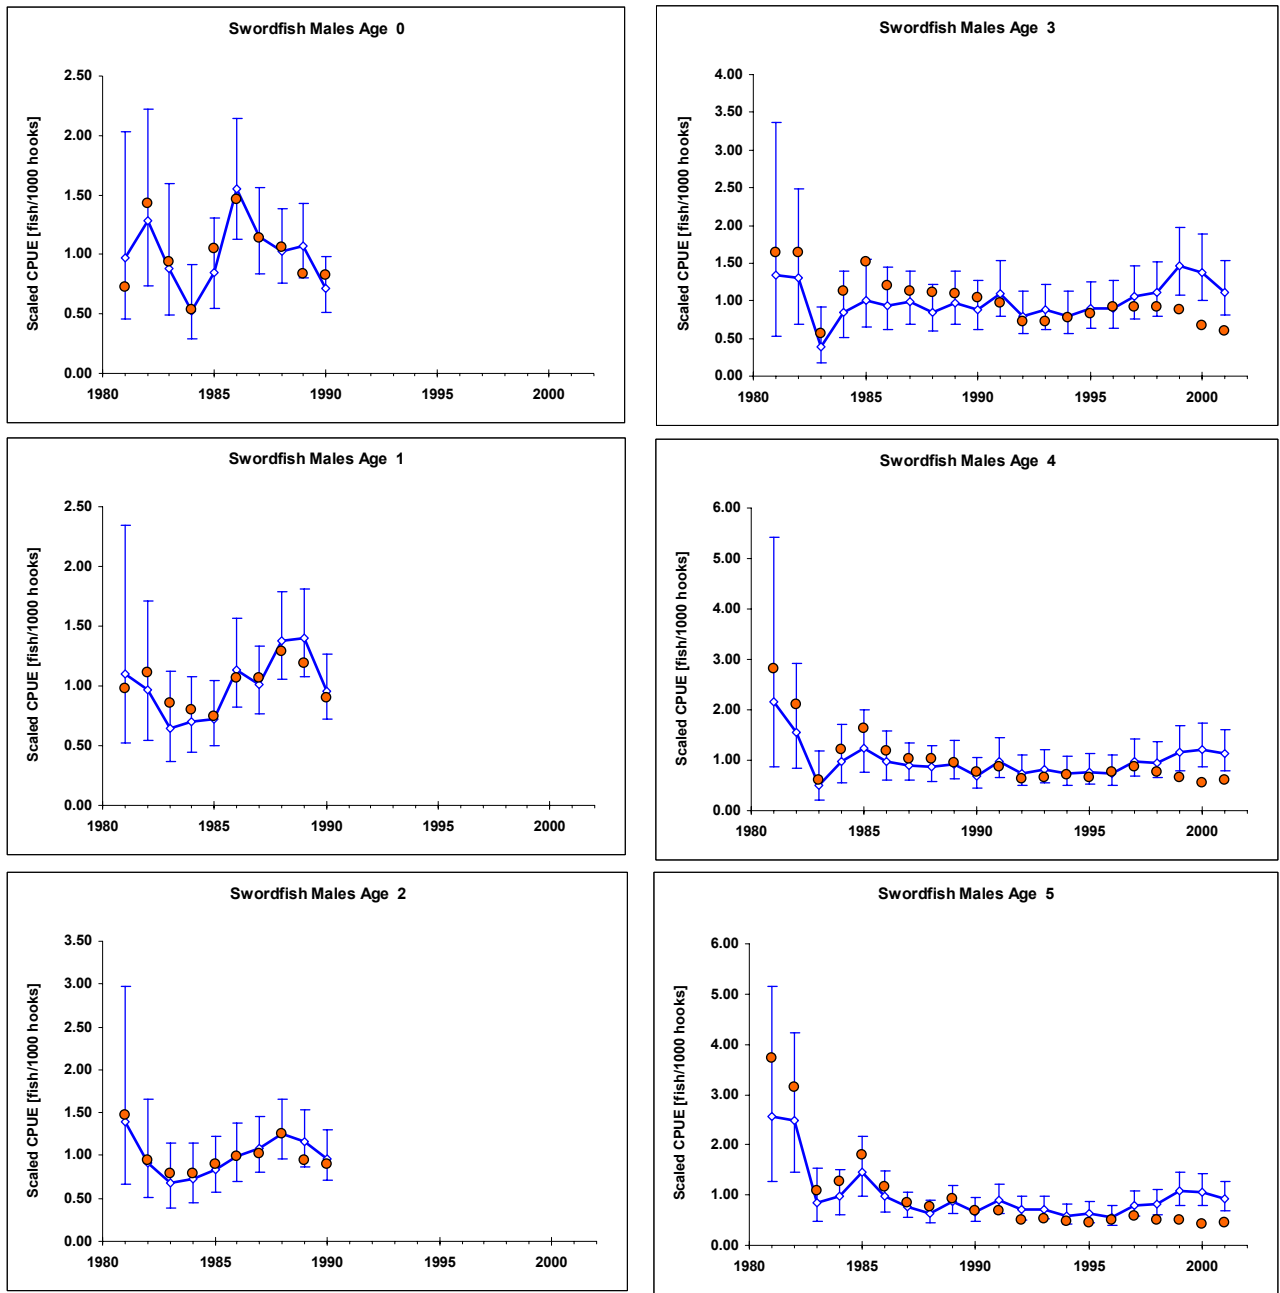 Swordfish Males Age 0
Scaled CPUE [fish/1000 hooks]
2.50
2.00
1.50
1.00
0.50
0.00
1980 1985 1990 1995 2000
Swordfish Males Age 3
Scaled CPUE [fish/1000 hooks]
4.00
3.50
3.00
2.50
2.00
1.50
1.00
0.50
0.00
1980 1985 1990 1995 2000
Swordfish Males Age 1
Scaled CPUE [fish/1000 hooks]
2.50
2.00
1.50
1.00
0.50
0.00
1980 1985 1990 1995 2000
Swordfish Males Age 4
Scaled CPUE [fish/1000 hooks]
6.00
5.00
4.00
3.00
2.00
1.00
0.00
1980 1985 1990 1995 2000
Swordfish Males Age 2
Scaled CPUE [fish/1000 hooks]
3.50
3.00
2.50
2.00
1.50
1.00
0.50
0.00
1980 1985 1990 1995 2000
Swordfish Males Age 5
Scaled CPUE [fish/1000 hooks]
6.00
5.00
4.00
3.00
2.00
1.00
0.00
1980 1985 1990 1995 2000